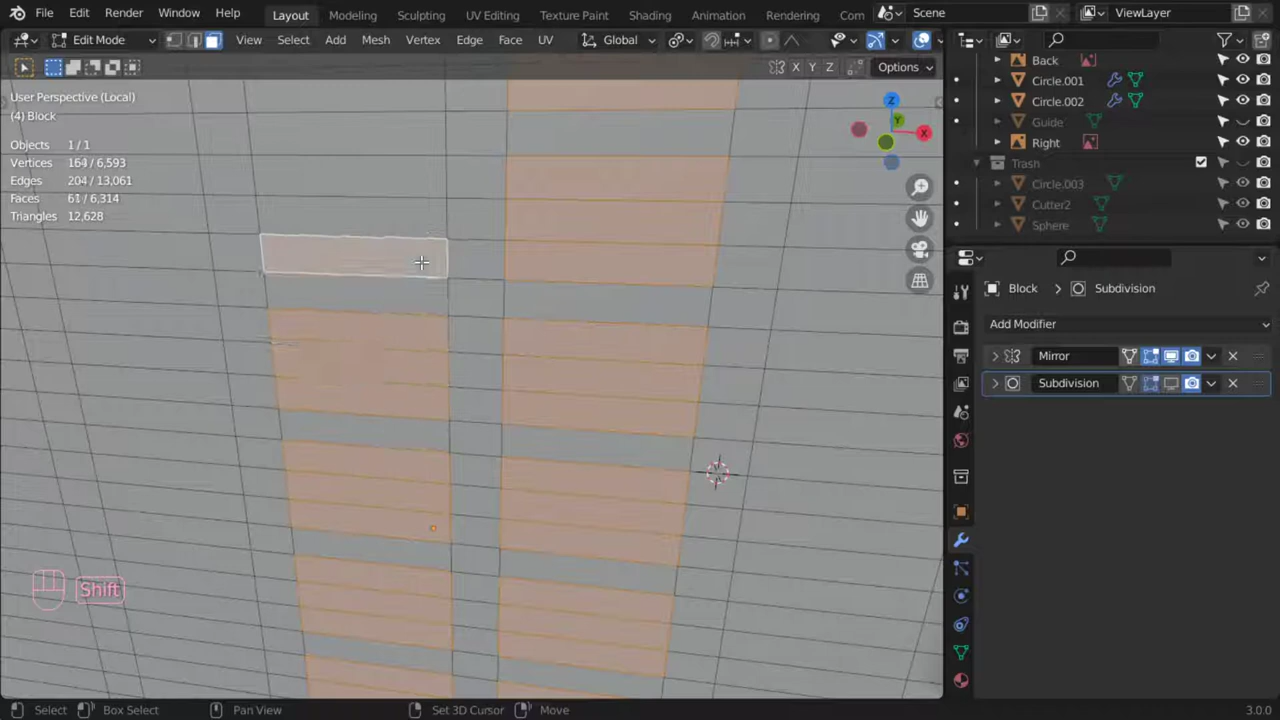 File Edit Render Window Help Layout Modeling Sculpting UV Editing Texture Paint Shading Animation Rendering Com Scene ViewLayer
Edit Mode View Select Add Mesh Vertex Edge Face UV Global
X Y Z Options
User Perspective (Local)
(4) Block
Objects 1 / 1
Vertices 164 / 6,593
Edges 204 / 13,061
Faces 61 / 6,314
Triangles 12,628
Z
Y
X
Shift
Back
Circle.001
Circle.002
Guide
Right
Trash
Circle.003
Cutter2
Sphere
Block > Subdivision
Add Modifier
Mirror
Subdivision
Select Box Select Pan View Set 3D Cursor Move 3.0.0